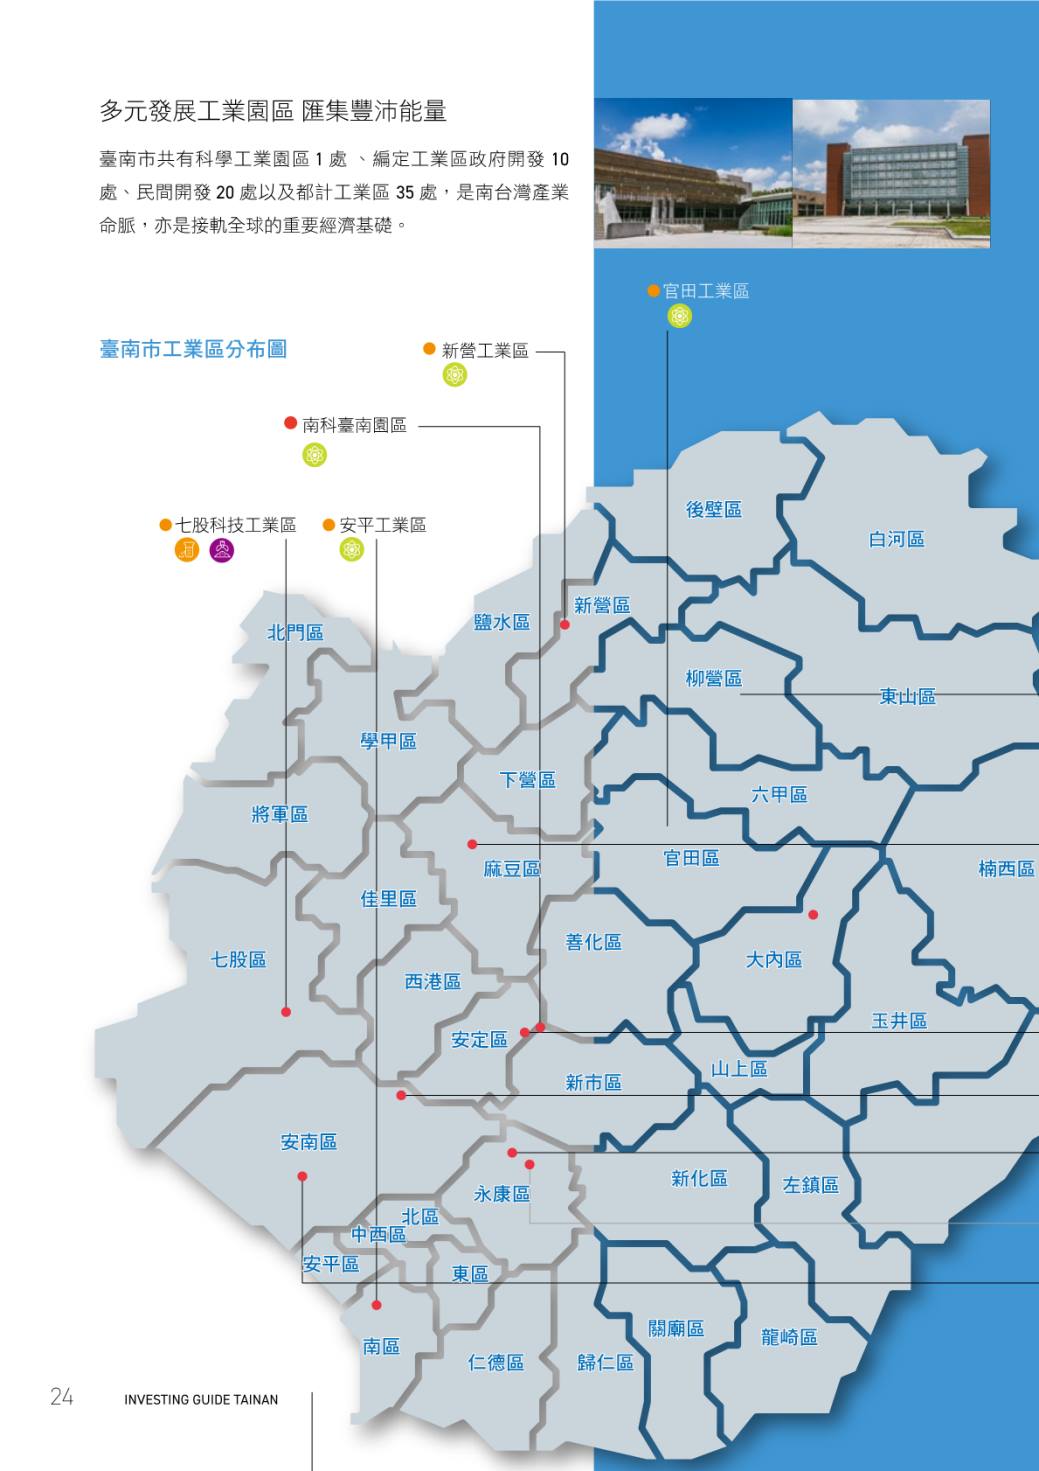 多元發展工業園區 匯集豐沛能量
臺南市共有科學工業園區 1 處 、編定工業區政府開發 10
處、民間開發 20 處以及都計工業區 35 處，是南台灣產業
命脈，亦是接軌全球的重要經濟基礎。
官田工業區
臺南市工業區分布圖
新營工業區
南科臺南園區
七股科技工業區
安平工業區
後壁區
白河區
新營區
鹽水區
北門區
柳營區
東山區
學甲區
下營區
六甲區
將軍區
官田區
麻豆區
楠西區
佳里區
善化區
七股區
大內區
西港區
玉井區
安定區
山上區
新市區
安南區
新化區
左鎮區
永康區
北區
中西區
安平區
東區
關廟區
龍崎區
南區
仁德區
歸仁區
24 INVESTING GUIDE TAINAN